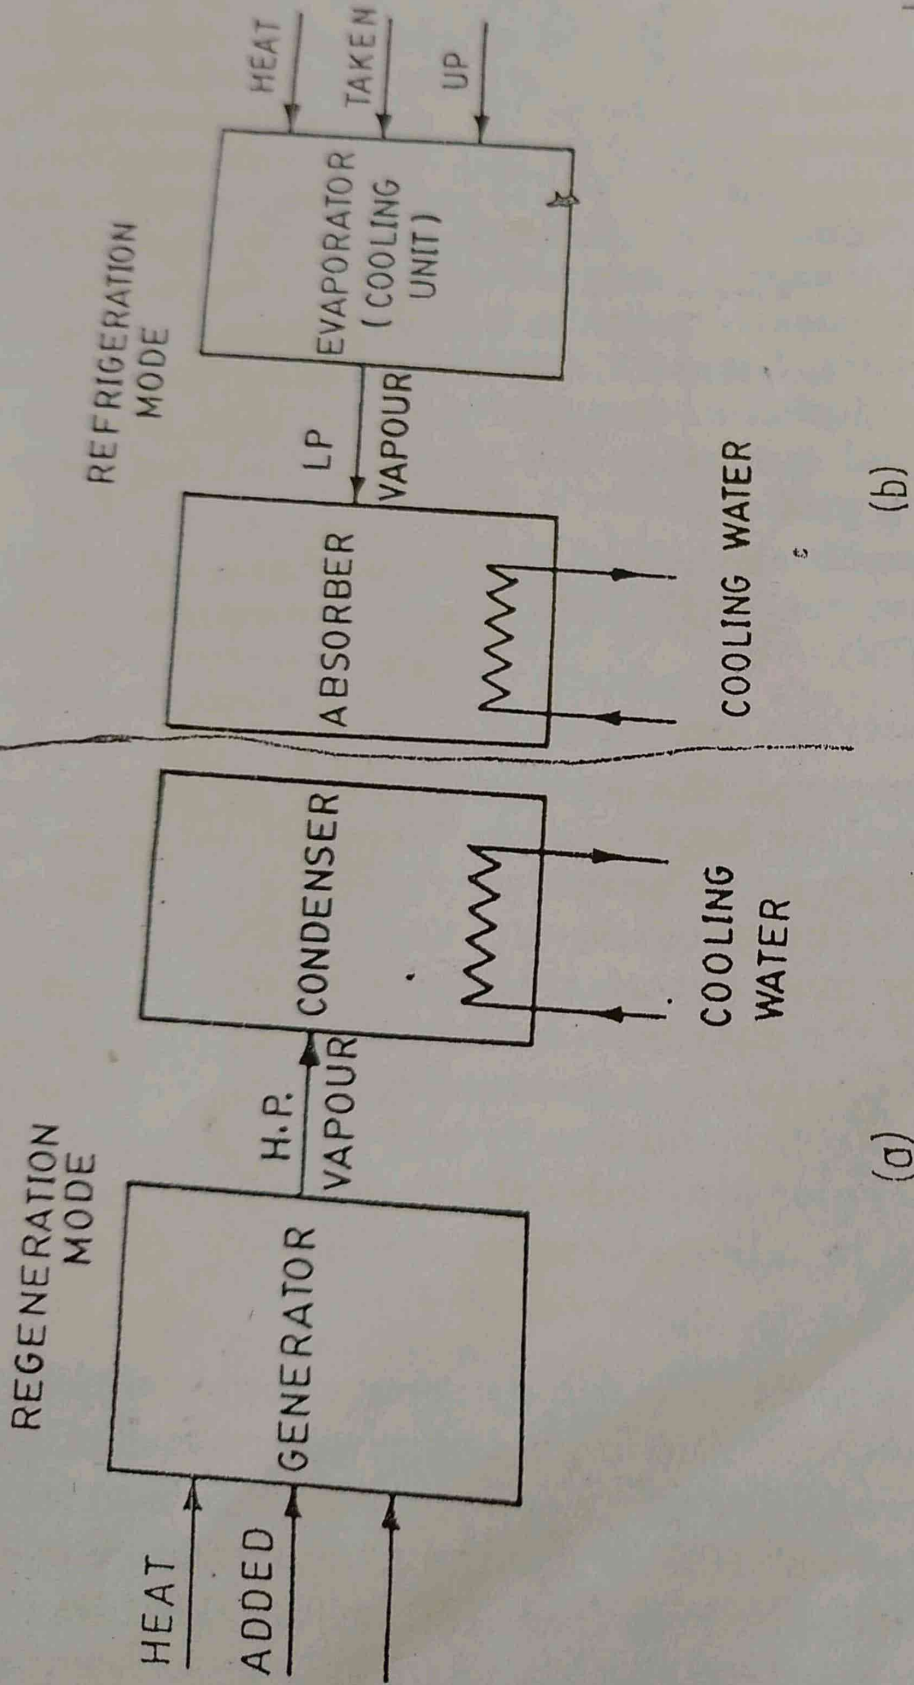 REGENERATION
MODE
HEAT
ADDED
GENERATOR
H.P.
VAPOUR
CONDENSER
COOLING
WATER
(a)
REFRIGERATION
MODE
ABSORBER
LP
VAPOUR
EVAPORATOR
(COOLING
UNIT)
HEAT
TAKEN
UP
COOLING WATER
(b)